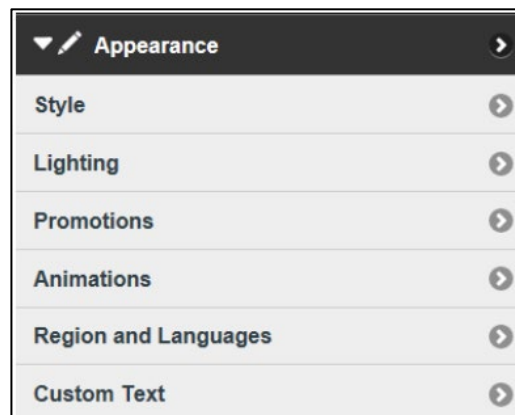 Appearance
Style
Lighting
Promotions
Animations
Region and Languages
Custom Text